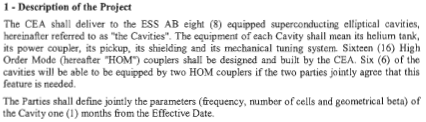 1 - Description of the Project
The CEA shall deliver to the ESS AB eight (8) equipped superconducting elliptical cavities,
hereinafter referred to as "the Cavities". The equipment of each Cavity shall mean its helium tank,
its power coupler, its pickup, its shielding and its mechanical tuning system. Sixteen (16) High
Order Mode (hereafter "HOM") couplers shall be designed and built by the CEA. Six (6) of the
cavities will be able to be equipped by two HOM couplers if the two parties jointly agree that this
feature is needed.
The Parties shall define jointly the parameters (frequency, number of cells and geometrical beta) of
the Cavity one (1) months from the Effective Date.